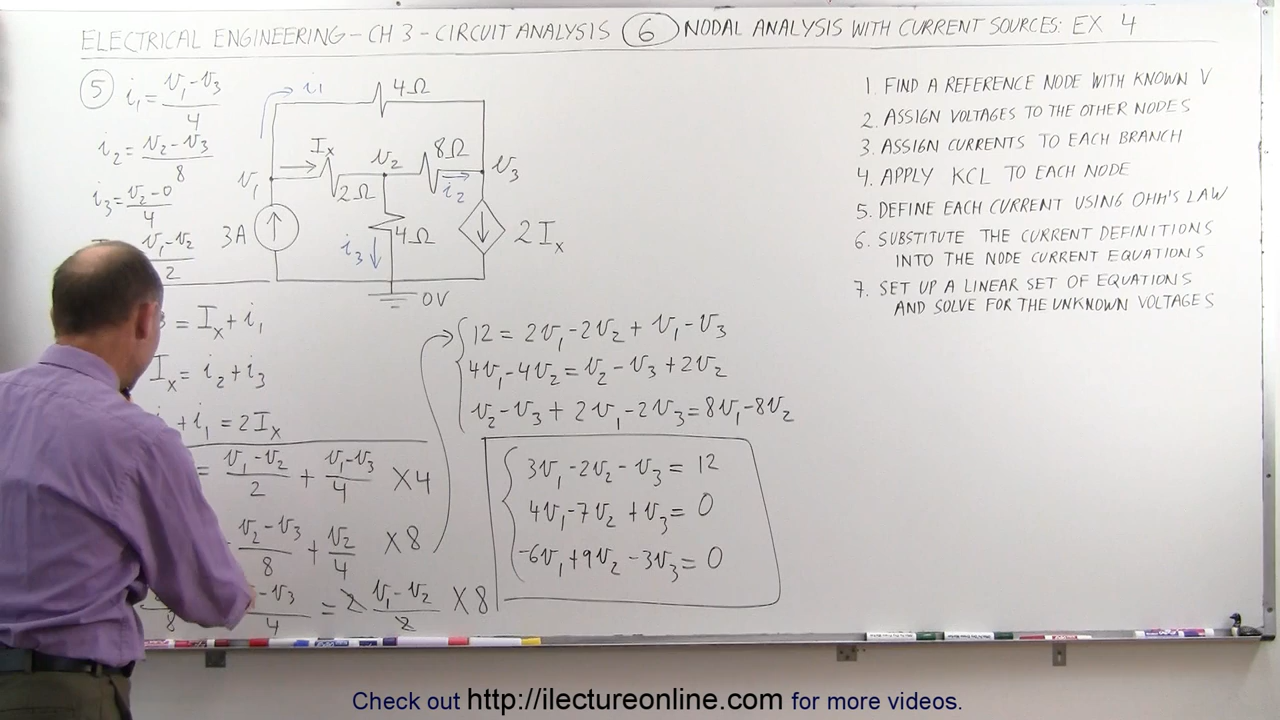 ELECTRICAL ENGINEERING - CH 3 - CIRCUIT ANALYSIS 6 NODAL ANALYSIS WITH CURRENT SOURCES: EX 4
5
i₁ = (v₁-v₃)/4
i₂ = (v₂-v₃)/8
i₃ = (v₂-0)/4
(v₁-v₂)/2
i₁
4Ω
Iₓ
v₂
8Ω
v₁
2Ω
i₂
v₃
3A
i₃
4Ω
2Iₓ
0V
= Iₓ + i₁
Iₓ = i₂ + i₃
+ i₁ = 2Iₓ
= (v₁-v₂)/2 + (v₁-v₃)/4 ×4
(v₂-v₃)/8 + v₂/4 ×8
/8 -v₃/4 = 2 (v₁-v₂)/2 ×8
12 = 2v₁-2v₂ + v₁-v₃
4v₁-4v₂ = v₂-v₃+2v₂
v₂-v₃ + 2v₁-2v₃ = 8v₁-8v₂
3v₁-2v₂-v₃ = 12
4v₁-7v₂+v₃ = 0
-6v₁+9v₂-3v₃ = 0
1. FIND A REFERENCE NODE WITH KNOWN V
2. ASSIGN VOLTAGES TO THE OTHER NODES
3. ASSIGN CURRENTS TO EACH BRANCH
4. APPLY KCL TO EACH NODE
5. DEFINE EACH CURRENT USING OHM'S LAW
6. SUBSTITUTE THE CURRENT DEFINITIONS
INTO THE NODE CURRENT EQUATIONS
7. SET UP A LINEAR SET OF EQUATIONS
AND SOLVE FOR THE UNKNOWN VOLTAGES
Check out http://ilectureonline.com for more videos.